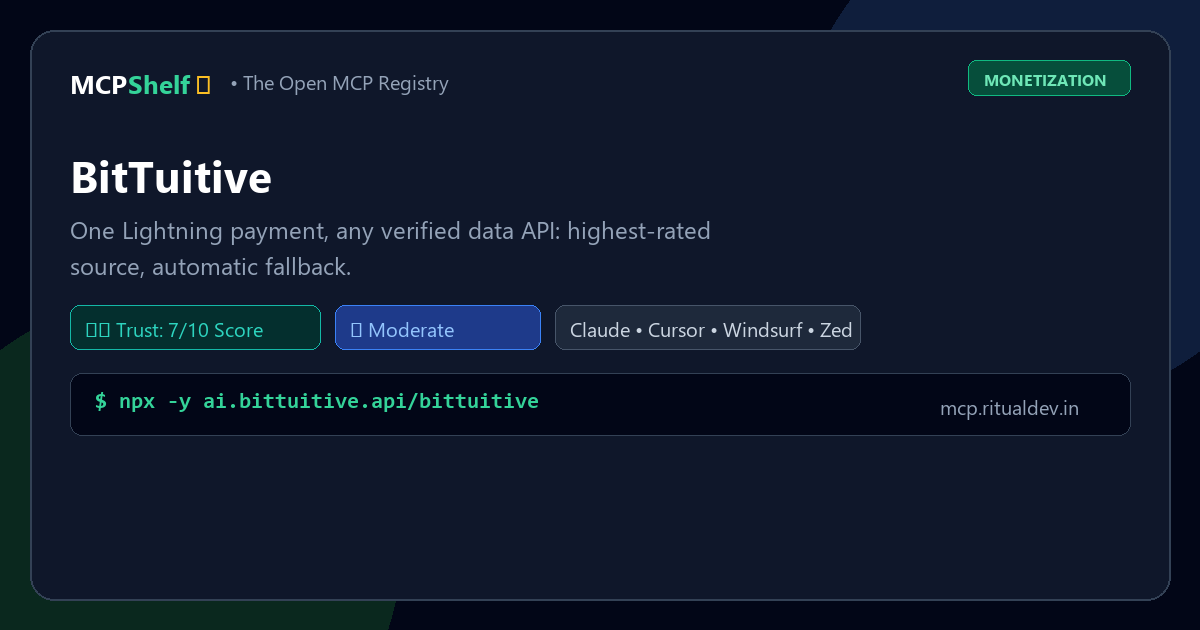 MCPShelf • The Open MCP Registry
MONETIZATION
BitTuitive
One Lightning payment, any verified data API: highest-rated
source, automatic fallback.
Trust: 7/10 Score
Moderate
Claude • Cursor • Windsurf • Zed
$ npx -y ai.bittuitive.api/bittuitive
mcp.ritualdev.in